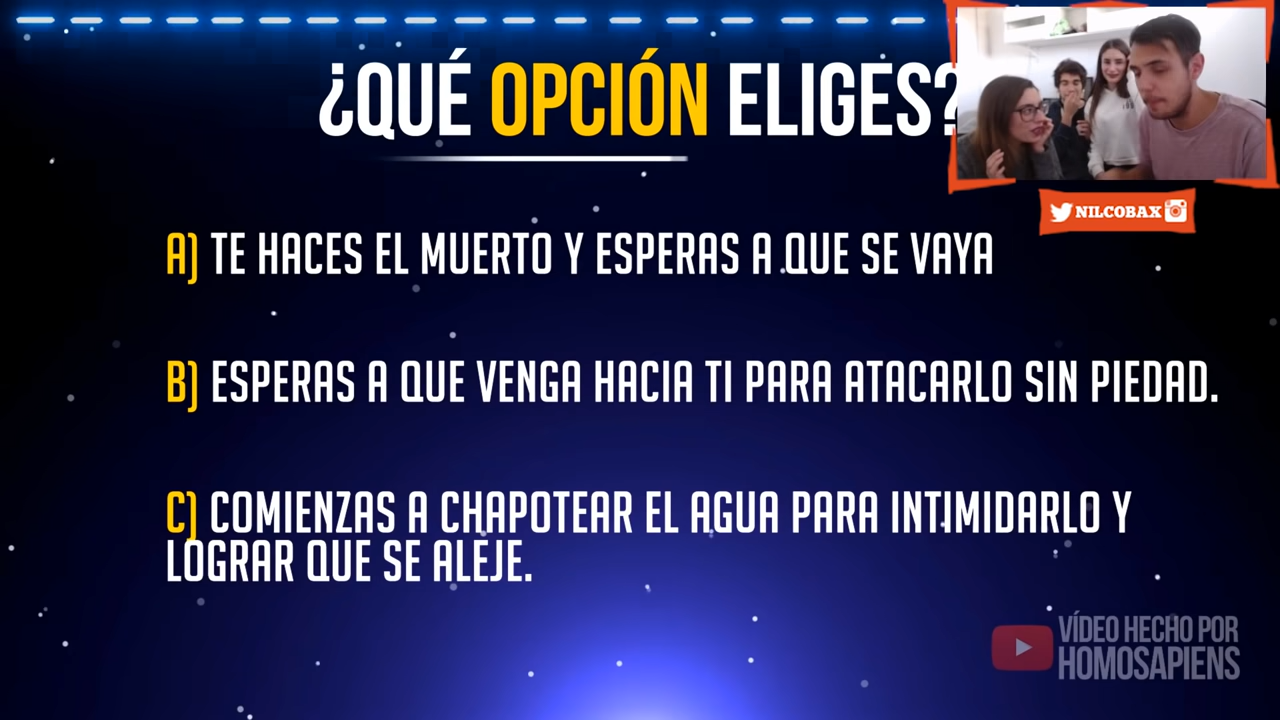 ¿QUÉ OPCIÓN ELIGES?
NILCOBAX
A) TE HACES EL MUERTO Y ESPERAS A QUE SE VAYA
B) ESPERAS A QUE VENGA HACIA TI PARA ATACARLO SIN PIEDAD.
C) COMIENZAS A CHAPOTEAR EL AGUA PARA INTIMIDARLO Y
LOGRAR QUE SE ALEJE.
VÍDEO HECHO POR
HOMOSAPIENS